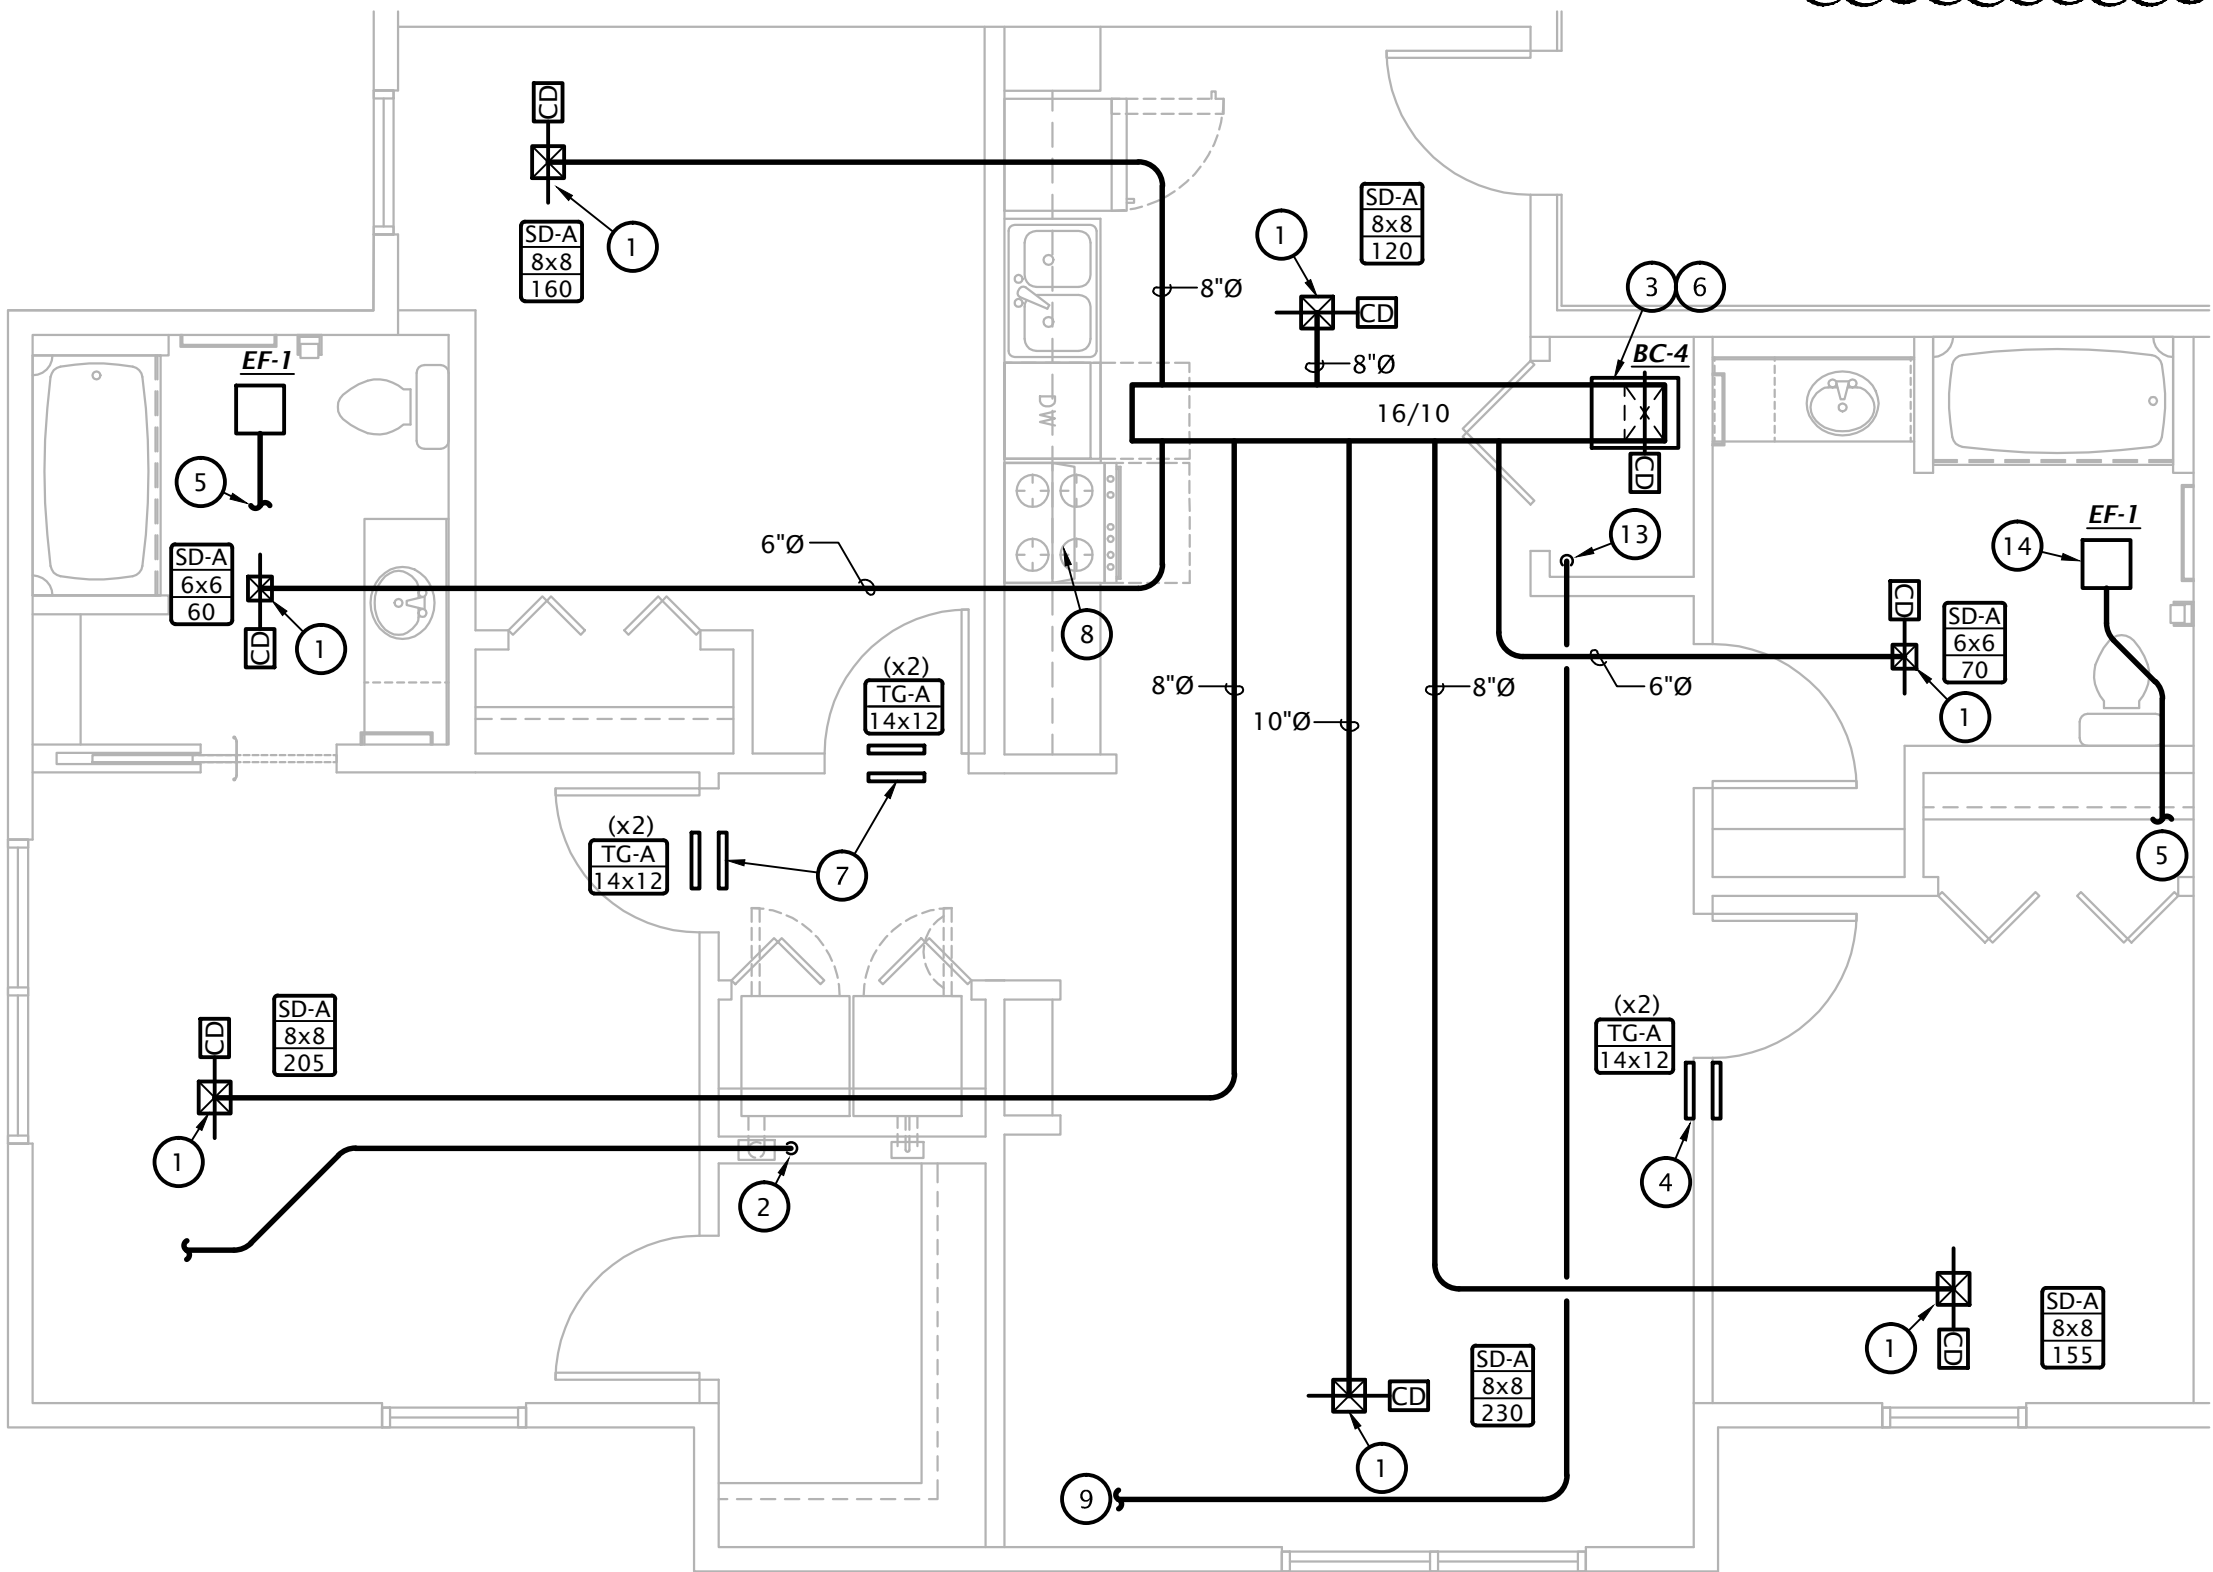 CD
SD-A
8x8
160
1
8"Ø
1
SD-A
8x8
120
CD
8"Ø
3
6
BC-4
16/10
CD
DW
EF-1
5
SD-A
6x6
60
CD
1
6"Ø
8
13
EF-1
14
CD
SD-A
6x6
70
1
(x2)
TG-A
14x12
8"Ø
10"Ø
8"Ø
6"Ø
(x2)
TG-A
14x12
7
5
CD
SD-A
8x8
205
1
2
(x2)
TG-A
14x12
4
SD-A
8x8
155
1
CD
SD-A
8x8
230
CD
1
9